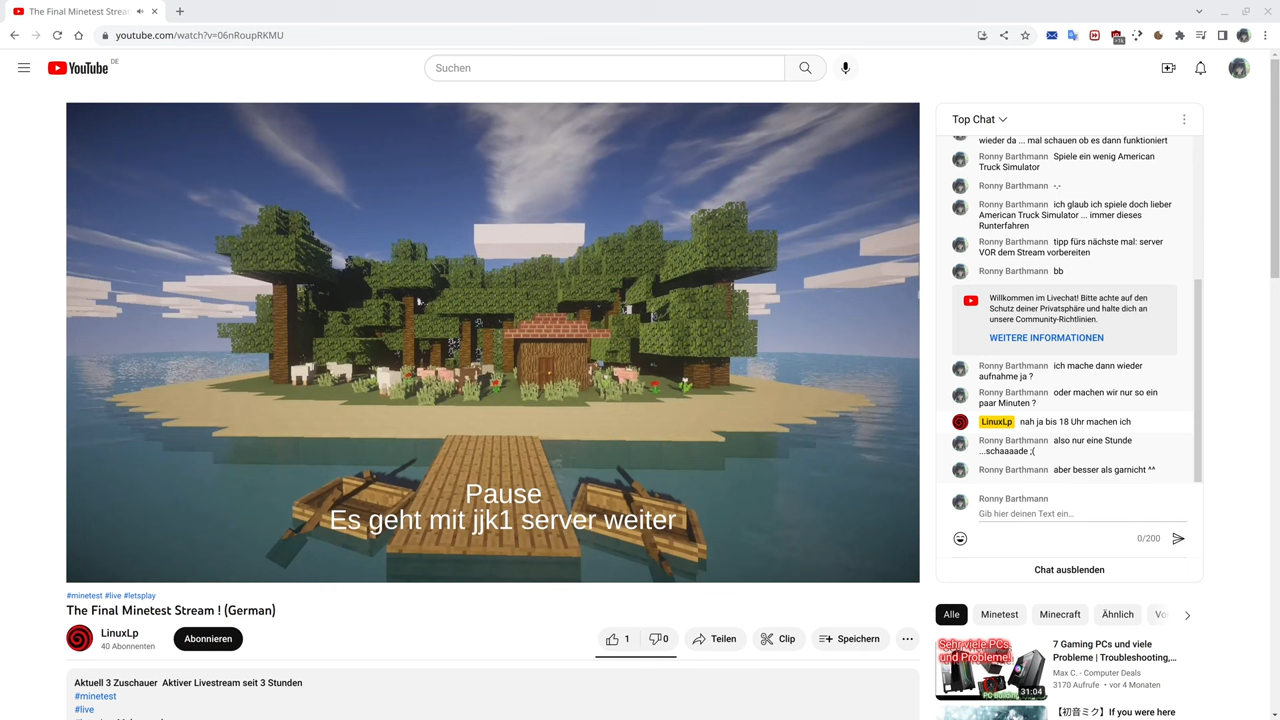 The Final Minetest Strea
youtube.com/watch?v=06nRoupRKMU
YouTube DE
Suchen
Pause
Es geht mit jjk1 server weiter
#minetest #live #letsplay
The Final Minetest Stream ! (German)
LinuxLp
40 Abonnenten
Abonnieren
1
0
Teilen
Clip
Speichern
Aktuell 3 Zuschauer Aktiver Livestream seit 3 Stunden
#minetest
#live
Top Chat
wieder da ... mal schauen ob es dann funktioniert
Ronny Barthmann Spiele ein wenig American
Truck Simulator
Ronny Barthmann -.-
Ronny Barthmann ich glaub ich spiele doch lieber
American Truck Simulator ... immer dieses
Runterfahren
Ronny Barthmann tipp fürs nächste mal: server
VOR dem Stream vorbereiten
Ronny Barthmann bb
Willkommen im Livechat! Bitte achte auf den
Schutz deiner Privatsphäre und halte dich an
unsere Community-Richtlinien.
WEITERE INFORMATIONEN
Ronny Barthmann ich mache dann wieder
aufnahme ja ?
Ronny Barthmann oder machen wir nur so ein
paar Minuten ?
LinuxLp nah ja bis 18 Uhr machen ich
Ronny Barthmann also nur eine Stunde
...schaaaade ;(
Ronny Barthmann aber besser als garnicht ^^
Ronny Barthmann
Gib hier deinen Text ein...
0/200
Chat ausblenden
Alle
Minetest
Minecraft
Ähnlich
Vo
Sehr viele PCs
und Probleme!
PC Building
31:04
7 Gaming PCs und viele
Probleme | Troubleshooting,...
Max C. - Computer Deals
3170 Aufrufe • vor 4 Monaten
【初音ミク】If you were here